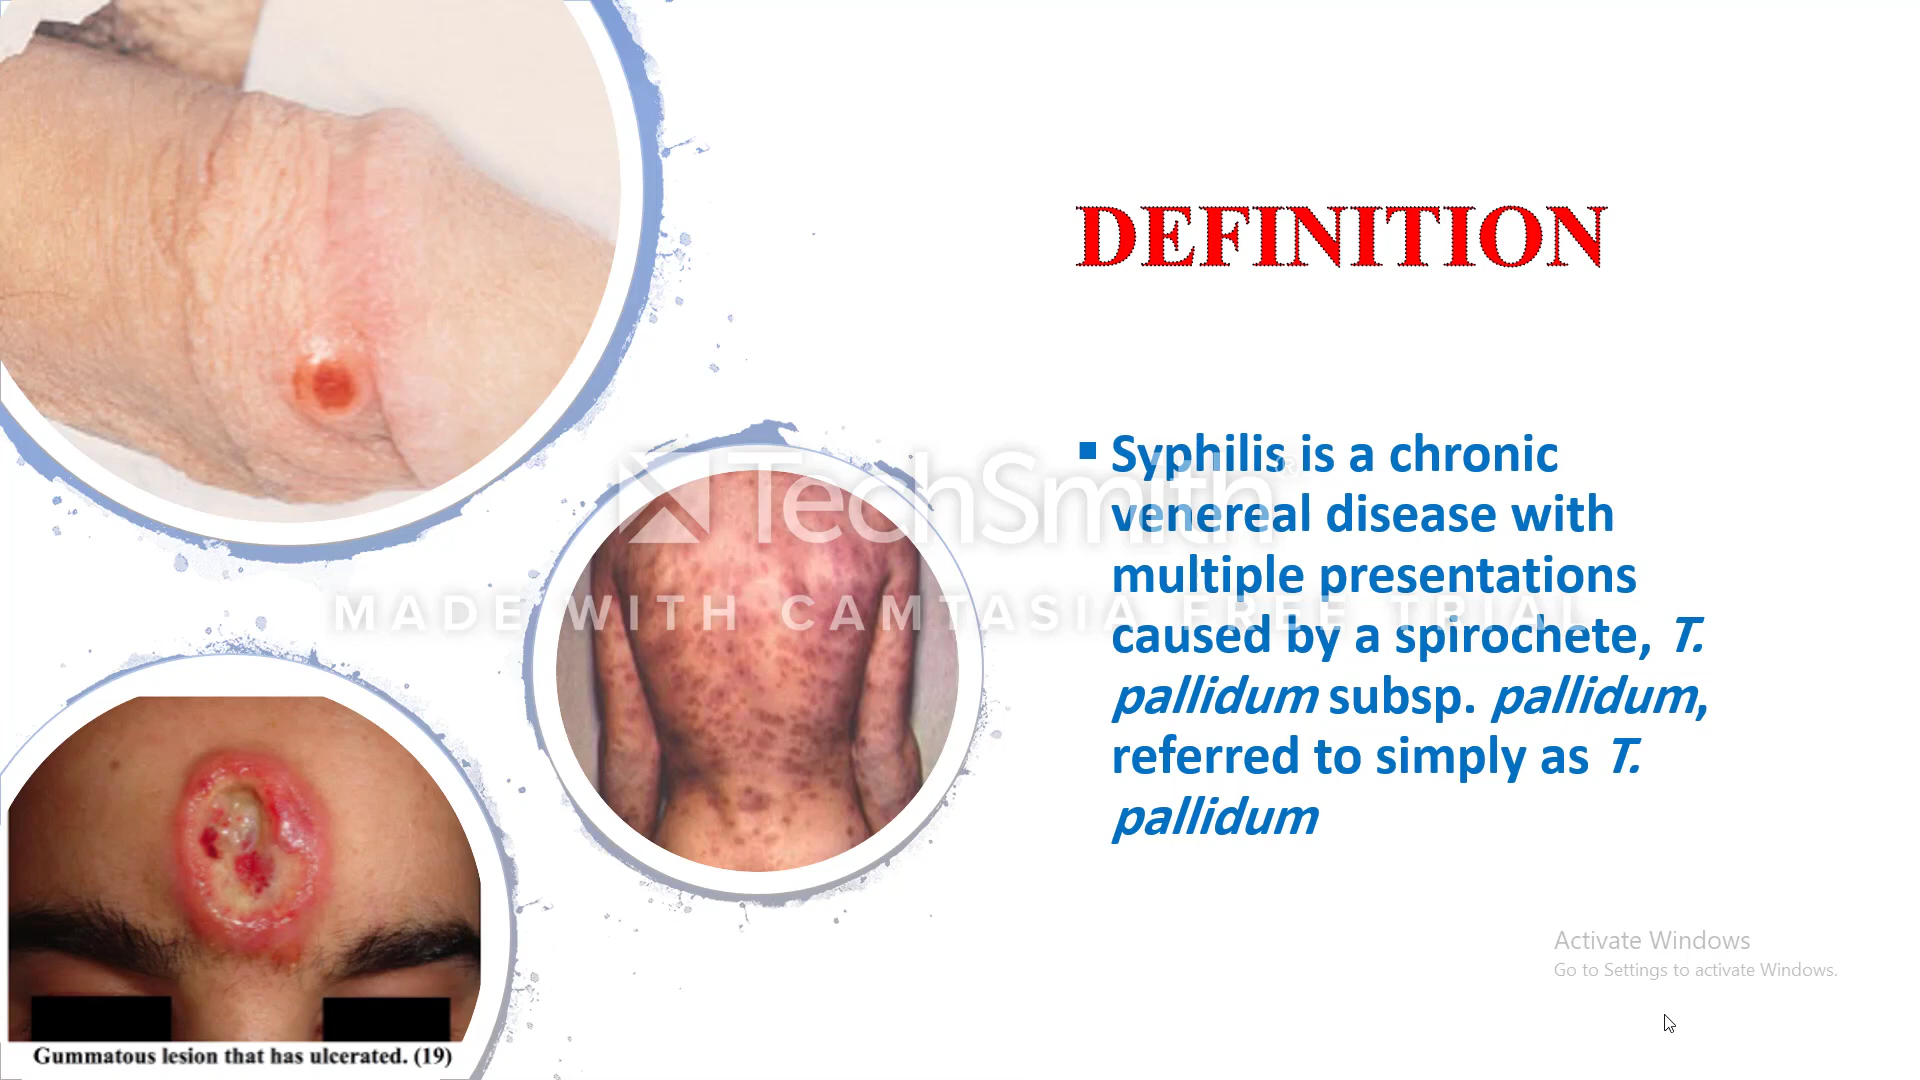 DEFINITION
▪ Syphilis is a chronic
venereal disease with
multiple presentations
caused by a spirochete, T.
pallidum subsp. pallidum,
referred to simply as T.
pallidum
TechSmith®
MADE WITH CAMTASIA FREE TRIAL
Gummatous lesion that has ulcerated. (19)
Activate Windows
Go to Settings to activate Windows.